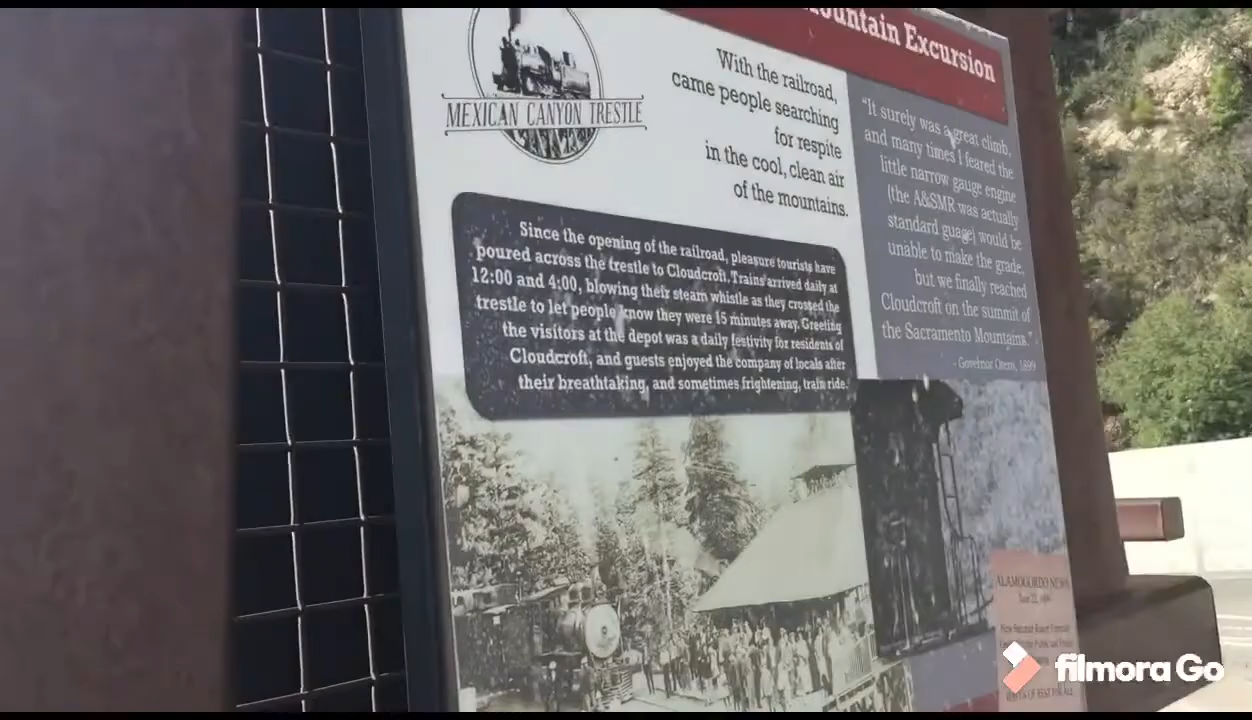 ountain Excursion
MEXICAN CANYON TRESTLE
With the railroad,
came people searching
for respite
in the cool, clean air
of the mountains.
Since the opening of the railroad, pleasure tourists have
poured across the trestle to Cloudcroft. Trains arrived daily at
12:00 and 4:00, blowing their steam whistle as they crossed the
trestle to let people know they were 15 minutes away. Greeting
the visitors at the depot was a daily festivity for residents of
Cloudcroft, and guests enjoyed the company of locals after
their breathtaking, and sometimes frightening, train ride.
"It surely was a great climb,
and many times I feared the
little narrow gauge engine
(the A&SMR was actually
standard guage) would be
unable to make the grade,
but we finally reached
Cloudcroft on the summit of
the Sacramento Mountains."
- Governor Otero, 1899
ALAMOGORDO NEWS
June 22,
filmora Go